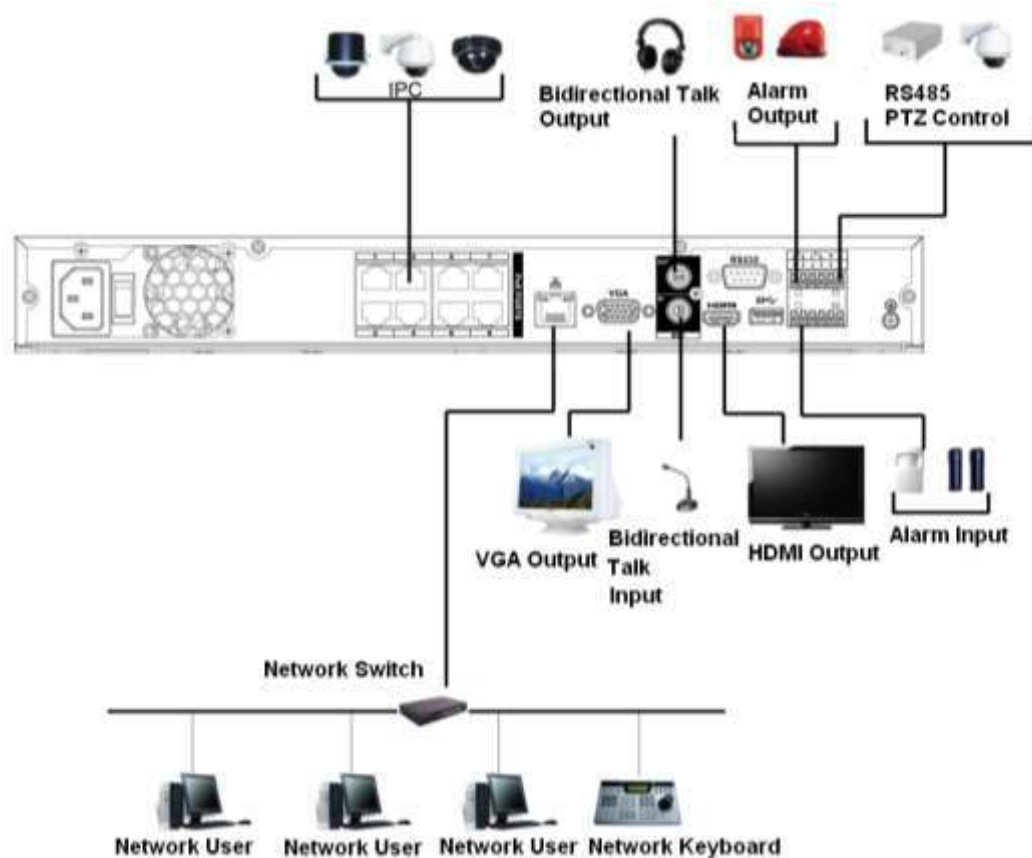 IPC
Bidirectional Talk
Output
Alarm
Output
RS485
PTZ Control
RS232
VGA
HDMI
VGA Output
Bidirectional
Talk
Input
HDMI Output
Alarm Input
Network Switch
Network User
Network User
Network User
Network Keyboard